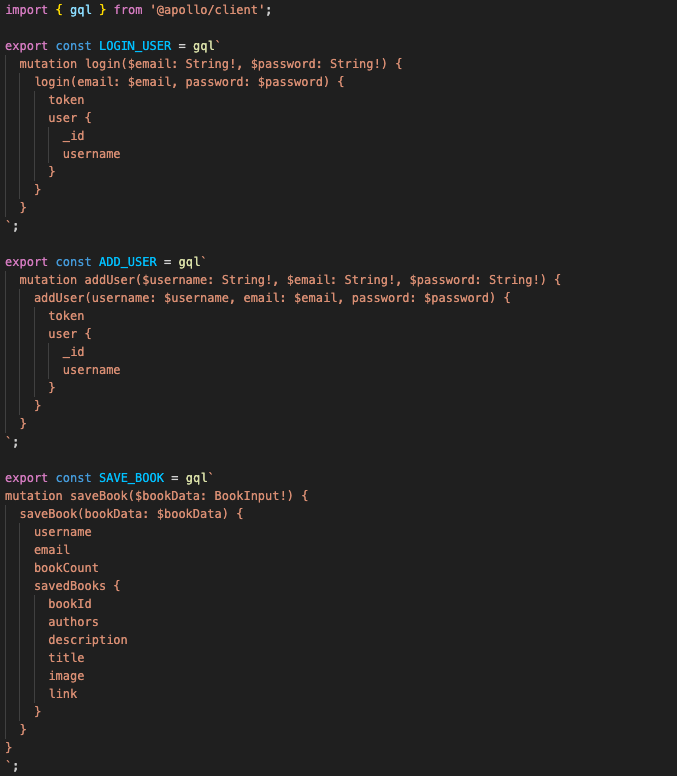 import { gql } from '@apollo/client';

export const LOGIN_USER = gql`
  mutation login($email: String!, $password: String!) {
    login(email: $email, password: $password) {
      token
      user {
        _id
        username
      }
    }
  }
`;

export const ADD_USER = gql`
  mutation addUser($username: String!, $email: String!, $password: String!) {
    addUser(username: $username, email: $email, password: $password) {
      token
      user {
        _id
        username
      }
    }
  }
`;

export const SAVE_BOOK = gql`
mutation saveBook($bookData: BookInput!) {
  saveBook(bookData: $bookData) {
    username
    email
    bookCount
    savedBooks {
      bookId
      authors
      description
      title
      image
      link
    }
  }
}
`;